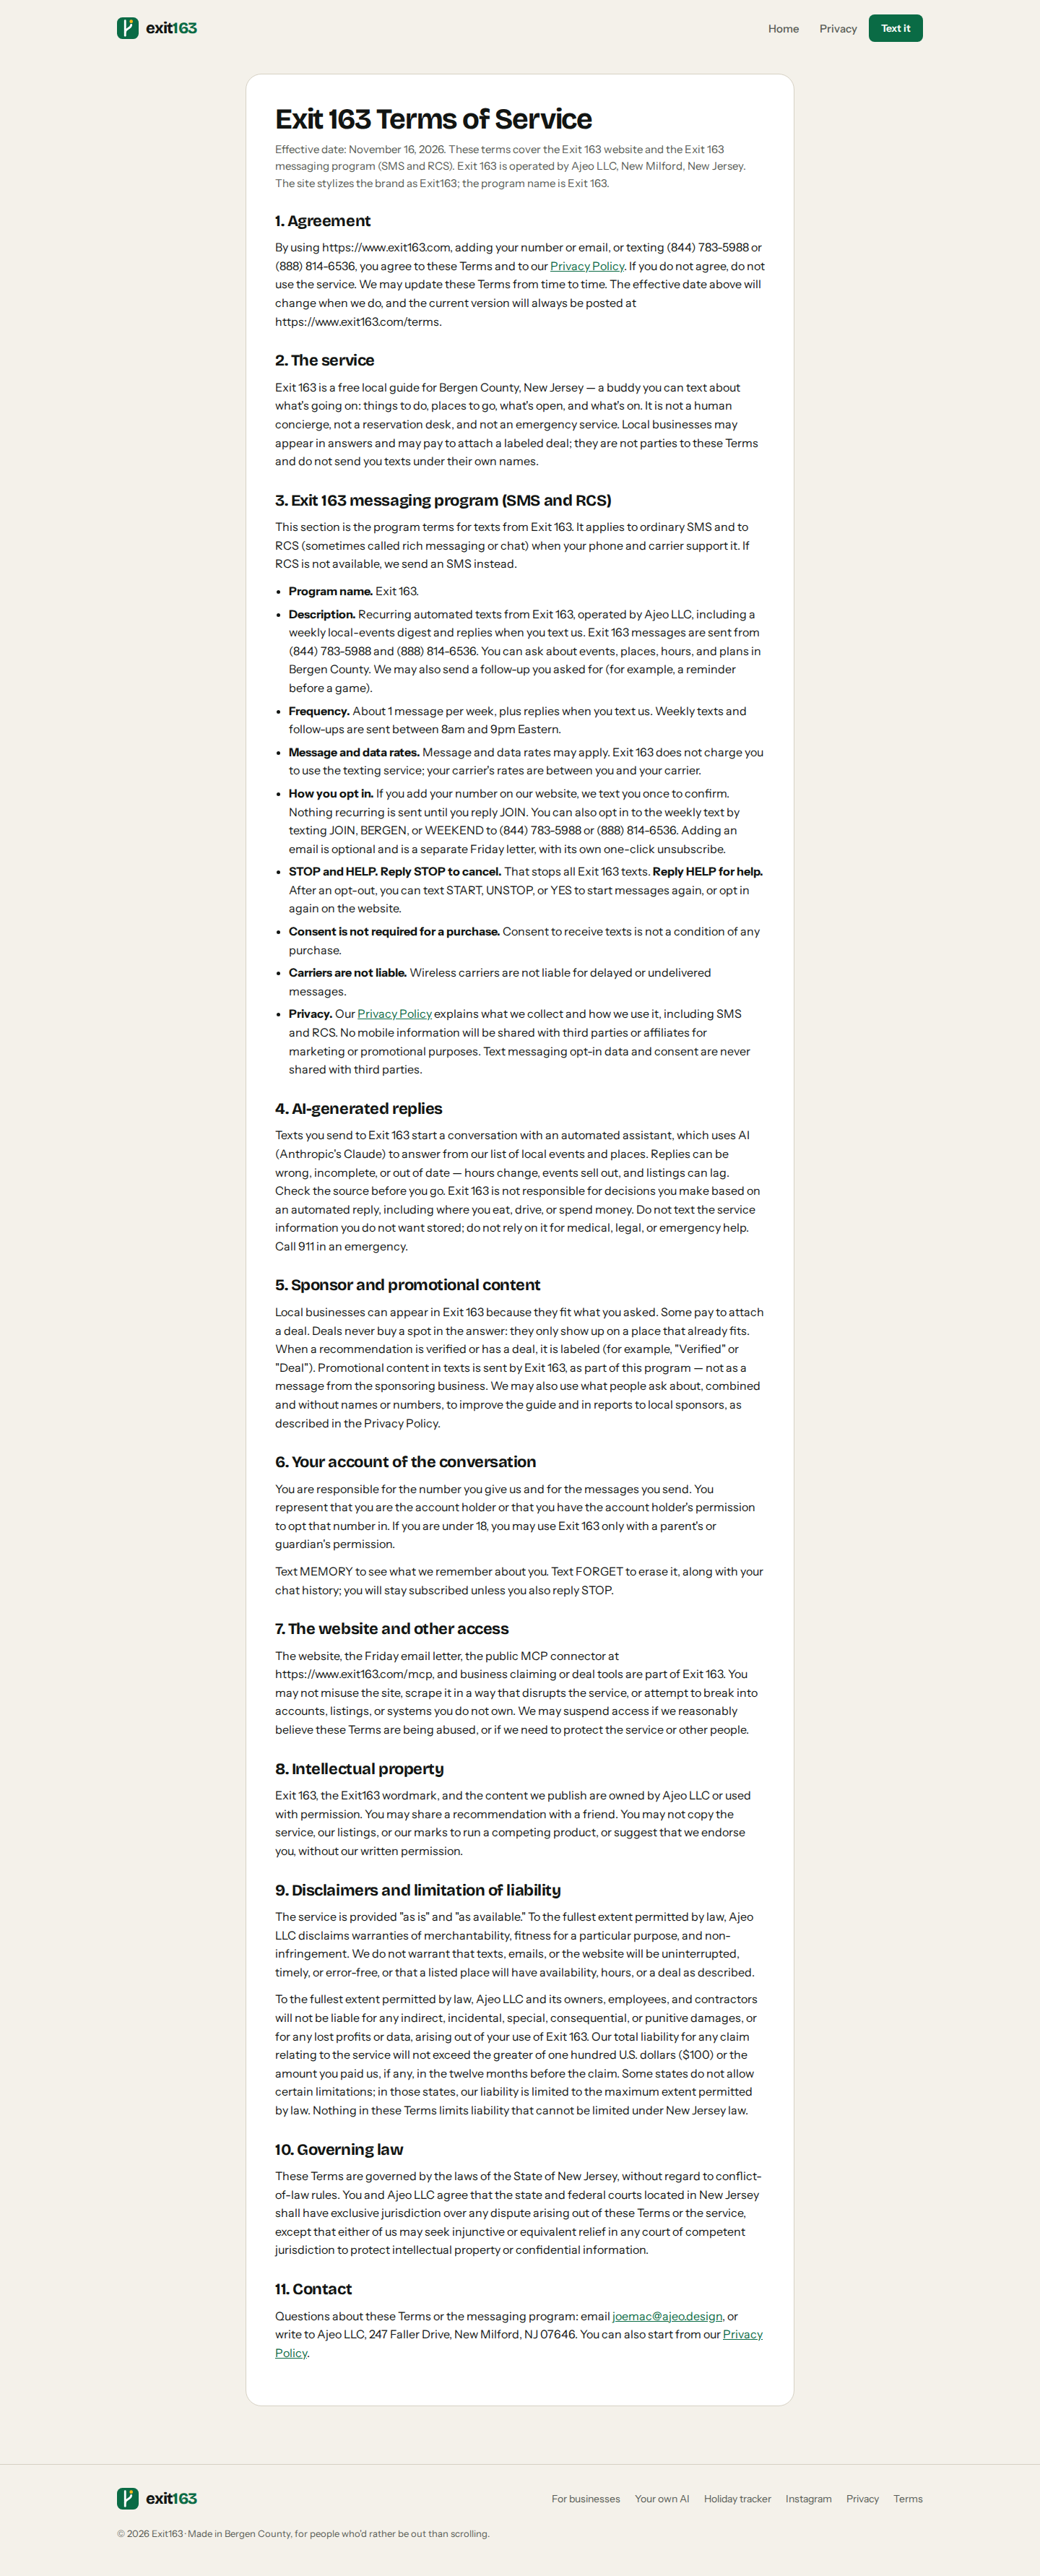 exit163
Home Privacy Text it
Exit 163 Terms of Service
Effective date: November 16, 2026. These terms cover the Exit 163 website and the Exit 163
messaging program (SMS and RCS). Exit 163 is operated by Ajeo LLC, New Milford, New Jersey.
The site stylizes the brand as Exit163; the program name is Exit 163.
1. Agreement
By using https://www.exit163.com, adding your number or email, or texting (844) 783-5988 or
(888) 814-6536, you agree to these Terms and to our Privacy Policy. If you do not agree, do not
use the service. We may update these Terms from time to time. The effective date above will
change when we do, and the current version will always be posted at
https://www.exit163.com/terms.
2. The service
Exit 163 is a free local guide for Bergen County, New Jersey — a buddy you can text about
what's going on: things to do, places to go, what's open, and what's on. It is not a human
concierge, not a reservation desk, and not an emergency service. Local businesses may
appear in answers and may pay to attach a labeled deal; they are not parties to these Terms
and do not send you texts under their own names.
3. Exit 163 messaging program (SMS and RCS)
This section is the program terms for texts from Exit 163. It applies to ordinary SMS and to
RCS (sometimes called rich messaging or chat) when your phone and carrier support it. If
RCS is not available, we send an SMS instead.
• Program name. Exit 163.
• Description. Recurring automated texts from Exit 163, operated by Ajeo LLC, including a
weekly local-events digest and replies when you text us. Exit 163 messages are sent from
(844) 783-5988 and (888) 814-6536. You can ask about events, places, hours, and plans in
Bergen County. We may also send a follow-up you asked for (for example, a reminder
before a game).
• Frequency. About 1 message per week, plus replies when you text us. Weekly texts and
follow-ups are sent between 8am and 9pm Eastern.
• Message and data rates. Message and data rates may apply. Exit 163 does not charge you
to use the texting service; your carrier's rates are between you and your carrier.
• How you opt in. If you add your number on our website, we text you once to confirm.
Nothing recurring is sent until you reply JOIN. You can also opt in to the weekly text by
texting JOIN, BERGEN, or WEEKEND to (844) 783-5988 or (888) 814-6536. Adding an
email is optional and is a separate Friday letter, with its own one-click unsubscribe.
• STOP and HELP. Reply STOP to cancel. That stops all Exit 163 texts. Reply HELP for help.
After an opt-out, you can text START, UNSTOP, or YES to start messages again, or opt in
again on the website.
• Consent is not required for a purchase. Consent to receive texts is not a condition of any
purchase.
• Carriers are not liable. Wireless carriers are not liable for delayed or undelivered
messages.
• Privacy. Our Privacy Policy explains what we collect and how we use it, including SMS
and RCS. No mobile information will be shared with third parties or affiliates for
marketing or promotional purposes. Text messaging opt-in data and consent are never
shared with third parties.
4. AI-generated replies
Texts you send to Exit 163 start a conversation with an automated assistant, which uses AI
(Anthropic's Claude) to answer from our list of local events and places. Replies can be
wrong, incomplete, or out of date — hours change, events sell out, and listings can lag.
Check the source before you go. Exit 163 is not responsible for decisions you make based on
an automated reply, including where you eat, drive, or spend money. Do not text the service
information you do not want stored; do not rely on it for medical, legal, or emergency help.
Call 911 in an emergency.
5. Sponsor and promotional content
Local businesses can appear in Exit 163 because they fit what you asked. Some pay to attach
a deal. Deals never buy a spot in the answer: they only show up on a place that already fits.
When a recommendation is verified or has a deal, it is labeled (for example, "Verified" or
"Deal"). Promotional content in texts is sent by Exit 163, as part of this program — not as a
message from the sponsoring business. We may also use what people ask about, combined
and without names or numbers, to improve the guide and in reports to local sponsors, as
described in the Privacy Policy.
6. Your account of the conversation
You are responsible for the number you give us and for the messages you send. You
represent that you are the account holder or that you have the account holder's permission
to opt that number in. If you are under 18, you may use Exit 163 only with a parent's or
guardian's permission.
Text MEMORY to see what we remember about you. Text FORGET to erase it, along with your
chat history; you will stay subscribed unless you also reply STOP.
7. The website and other access
The website, the Friday email letter, the public MCP connector at
https://www.exit163.com/mcp, and business claiming or deal tools are part of Exit 163. You
may not misuse the site, scrape it in a way that disrupts the service, or attempt to break into
accounts, listings, or systems you do not own. We may suspend access if we reasonably
believe these Terms are being abused, or if we need to protect the service or other people.
8. Intellectual property
Exit 163, the Exit163 wordmark, and the content we publish are owned by Ajeo LLC or used
with permission. You may share a recommendation with a friend. You may not copy the
service, our listings, or our marks to run a competing product, or suggest that we endorse
you, without our written permission.
9. Disclaimers and limitation of liability
The service is provided "as is" and "as available." To the fullest extent permitted by law, Ajeo
LLC disclaims warranties of merchantability, fitness for a particular purpose, and non-
infringement. We do not warrant that texts, emails, or the website will be uninterrupted,
timely, or error-free, or that a listed place will have availability, hours, or a deal as described.
To the fullest extent permitted by law, Ajeo LLC and its owners, employees, and contractors
will not be liable for any indirect, incidental, special, consequential, or punitive damages, or
for any lost profits or data, arising out of your use of Exit 163. Our total liability for any claim
relating to the service will not exceed the greater of one hundred U.S. dollars ($100) or the
amount you paid us, if any, in the twelve months before the claim. Some states do not allow
certain limitations; in those states, our liability is limited to the maximum extent permitted
by law. Nothing in these Terms limits liability that cannot be limited under New Jersey law.
10. Governing law
These Terms are governed by the laws of the State of New Jersey, without regard to conflict-
of-law rules. You and Ajeo LLC agree that the state and federal courts located in New Jersey
shall have exclusive jurisdiction over any dispute arising out of these Terms or the service,
except that either of us may seek injunctive or equivalent relief in any court of competent
jurisdiction to protect intellectual property or confidential information.
11. Contact
Questions about these Terms or the messaging program: email joemac@ajeo.design, or
write to Ajeo LLC, 247 Faller Drive, New Milford, NJ 07646. You can also start from our Privacy
Policy.
exit163
For businesses Your own AI Holiday tracker Instagram Privacy Terms
© 2026 Exit163 · Made in Bergen County, for people who'd rather be out than scrolling.